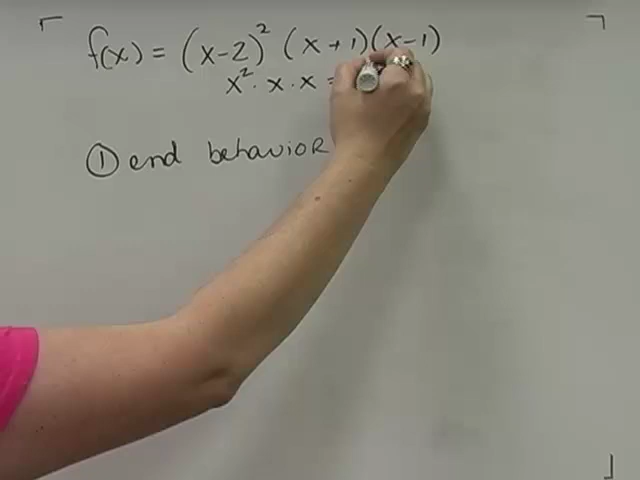 f(x) = (x-2)² (x+1)(x-1)
x² · x · x =
① end behavior